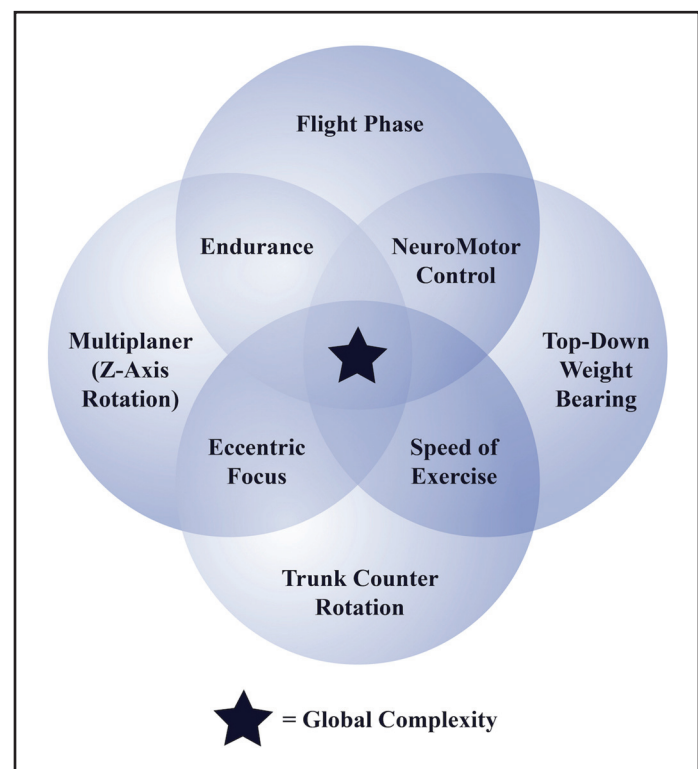 Flight Phase
Endurance
NeuroMotor
Control
Multiplaner
(Z-Axis
Rotation)
Top-Down
Weight
Bearing
Eccentric
Focus
Speed of
Exercise
Trunk Counter
Rotation
= Global Complexity